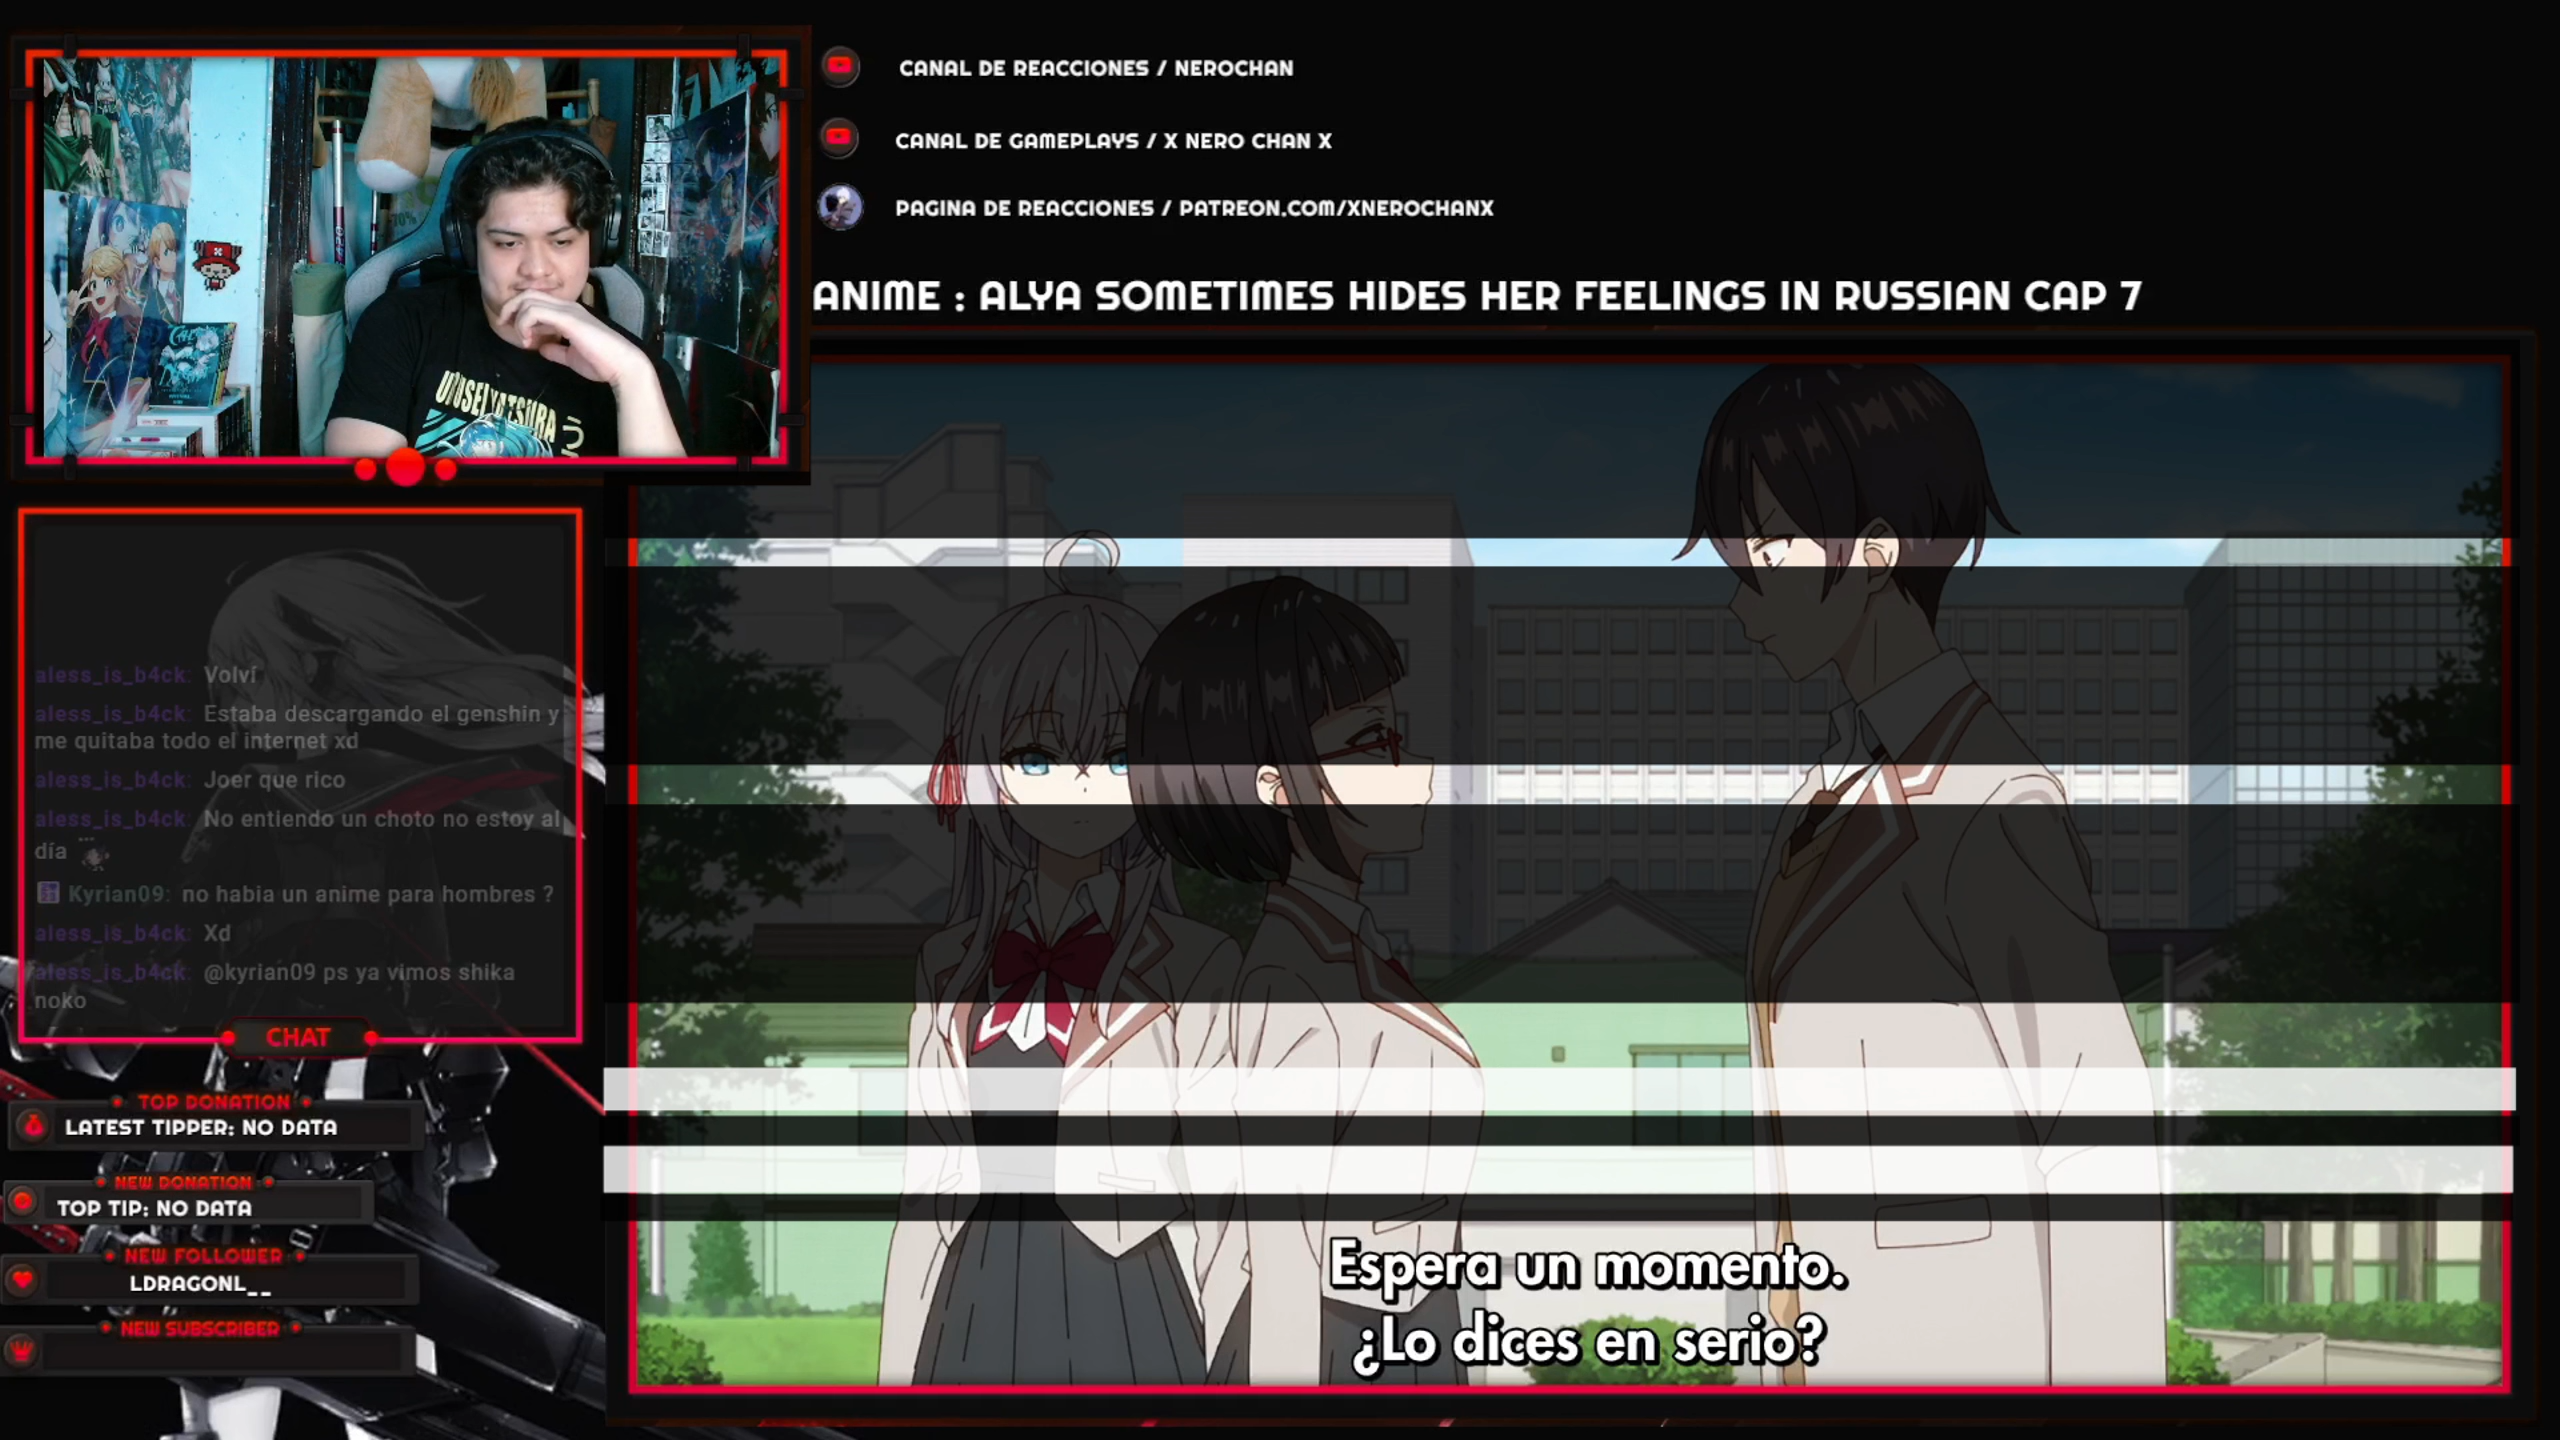 CANAL DE REACCIONES / NEROCHAN
CANAL DE GAMEPLAYS / X NERO CHAN X
PAGINA DE REACCIONES / PATREON.COM/XNEROCHANX
ANIME : ALYA SOMETIMES HIDES HER FEELINGS IN RUSSIAN CAP 7
-70%
aless_is_b4ck: Volví
aless_is_b4ck: Estaba descargando el genshin y
me quitaba todo el internet xd
aless_is_b4ck: Joer que rico
aless_is_b4ck: No entiendo un choto no estoy al
día
Kyrian09: no habia un anime para hombres ?
aless_is_b4ck: Xd
aless_is_b4ck: @kyrian09 ps ya vimos shika
noko
CHAT
TOP DONATION
LATEST TIPPER: NO DATA
NEW DONATION
TOP TIP: NO DATA
NEW FOLLOWER
LDRAGONL__
NEW SUBSCRIBER
Espera un momento.
¿Lo dices en serio?